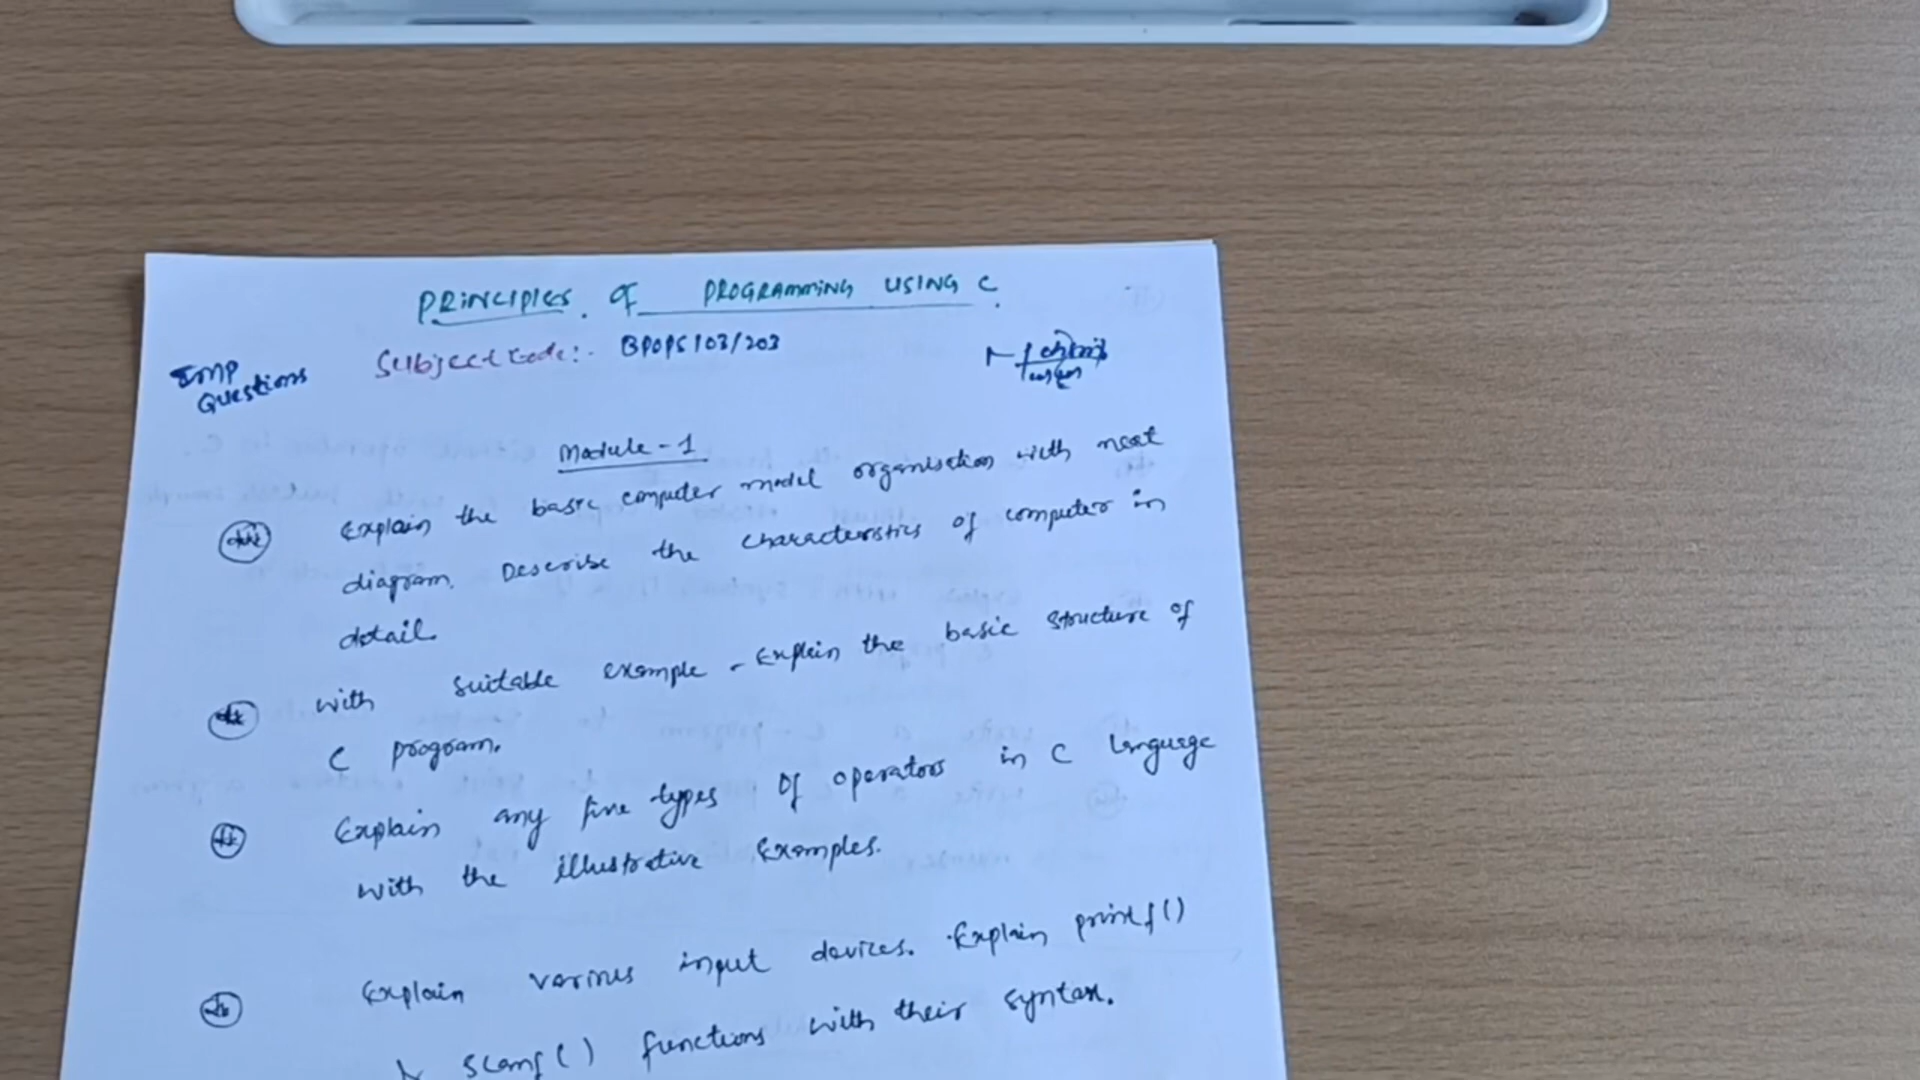 PRINCIPLES OF PROGRAMMING USING C
Subject Code:- BPOPS103/203
IMP
Questions
Module-1
Explain the basic computer model organisation with neat
diagram. Describe the characteristics of computer in
detail.
with suitable example - Explain the basic structure of
C program.
Explain any five types of operators in C language
with the illustrative Examples.
Explain various input devices. Explain printf()
& scanf() functions with their syntax.